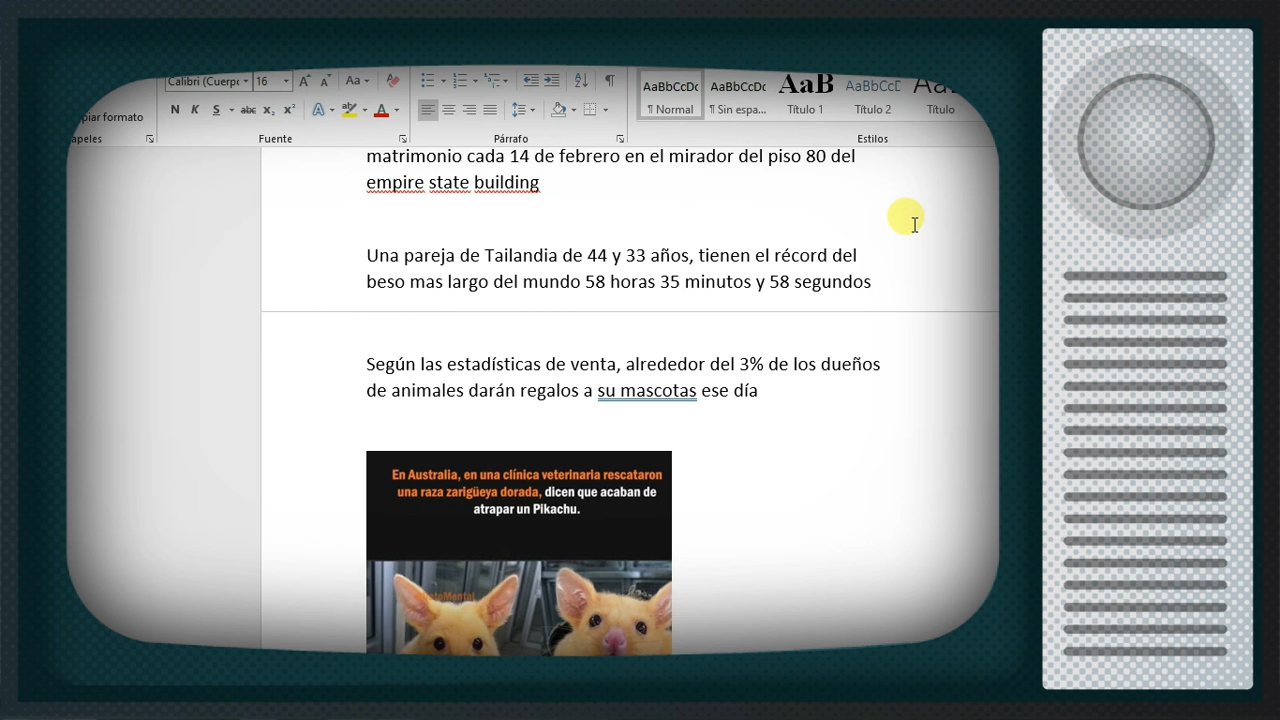 Calibri (Cuerpo 16 A A Aa
AaBbCcDc AaBbCcDc AaB AaBbCcD Aa
piar formato N K S abc x₂ x² A ab A
¶ Normal ¶ Sin espa... Título 1 Título 2 Título
apeles Fuente Párrafo Estilos
matrimonio cada 14 de febrero en el mirador del piso 80 del
empire state building
Una pareja de Tailandia de 44 y 33 años, tienen el récord del
beso mas largo del mundo 58 horas 35 minutos y 58 segundos
Según las estadísticas de venta, alrededor del 3% de los dueños
de animales darán regalos a su mascotas ese día
En Australia, en una clínica veterinaria rescataron
una raza zarigüeya dorada, dicen que acaban de
atrapar un Pikachu.